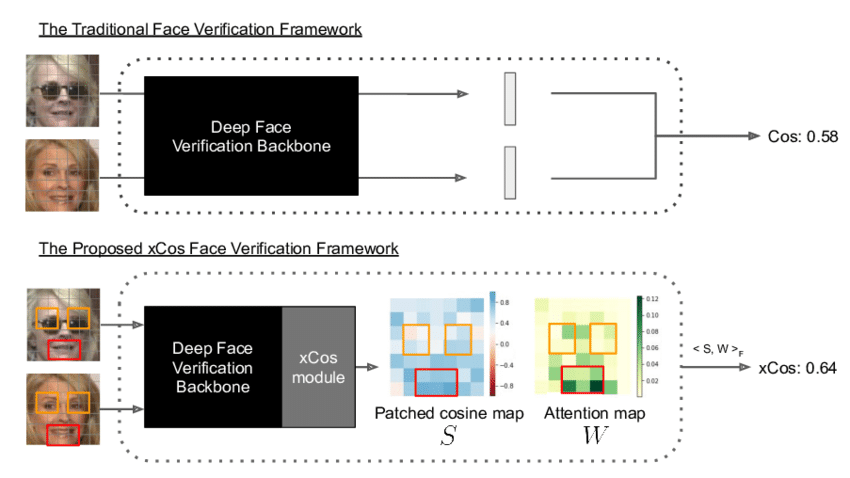 The Traditional Face Verification Framework
Deep Face
Verification Backbone
Cos: 0.58
The Proposed xCos Face Verification Framework
Deep Face
Verification
Backbone
xCos
module
0.8
0.4
0.0
-0.4
-0.8
0.12
0.10
0.08
0.06
0.04
0.02
< S, W >F
xCos: 0.64
Patched cosine map
S
Attention map
W